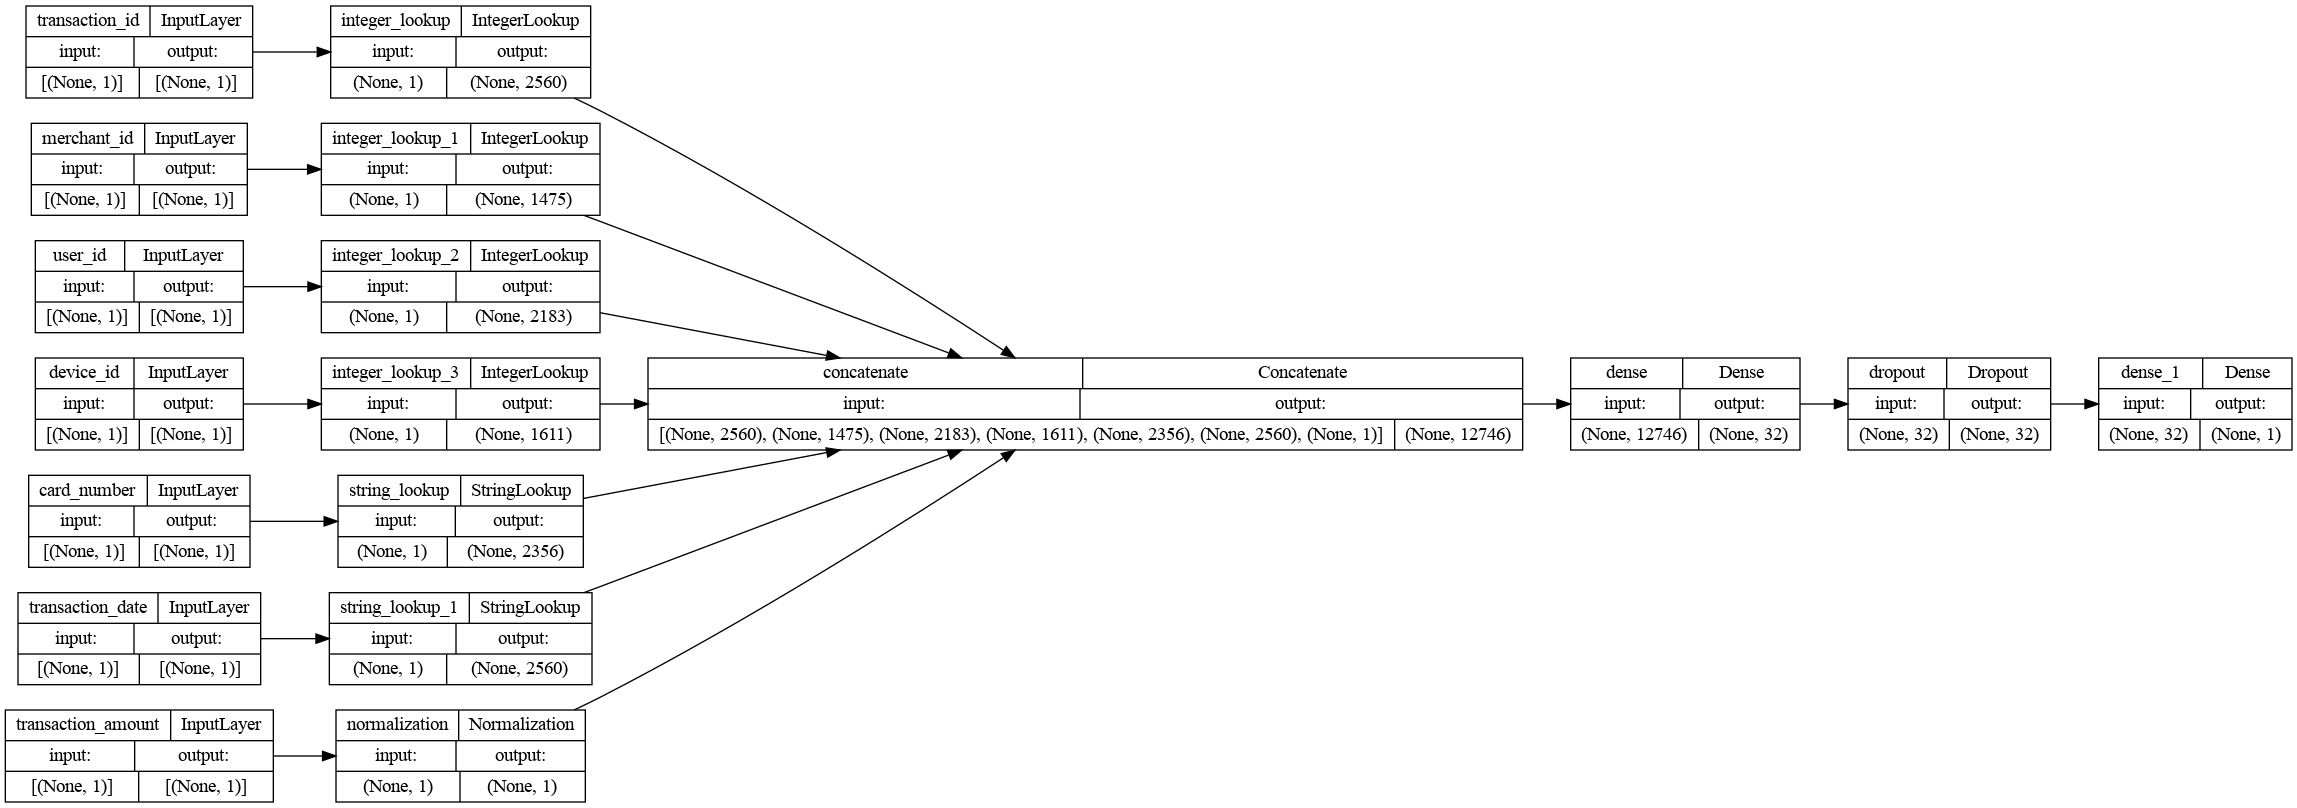 transaction_id InputLayer
input: output:
[(None, 1)] [(None, 1)]
integer_lookup IntegerLookup
input: output:
(None, 1) (None, 2560)
merchant_id InputLayer
input: output:
[(None, 1)] [(None, 1)]
integer_lookup_1 IntegerLookup
input: output:
(None, 1) (None, 1475)
user_id InputLayer
input: output:
[(None, 1)] [(None, 1)]
integer_lookup_2 IntegerLookup
input: output:
(None, 1) (None, 2183)
device_id InputLayer
input: output:
[(None, 1)] [(None, 1)]
integer_lookup_3 IntegerLookup
input: output:
(None, 1) (None, 1611)
card_number InputLayer
input: output:
[(None, 1)] [(None, 1)]
string_lookup StringLookup
input: output:
(None, 1) (None, 2356)
transaction_date InputLayer
input: output:
[(None, 1)] [(None, 1)]
string_lookup_1 StringLookup
input: output:
(None, 1) (None, 2560)
transaction_amount InputLayer
input: output:
[(None, 1)] [(None, 1)]
normalization Normalization
input: output:
(None, 1) (None, 1)
concatenate Concatenate
input: output:
[(None, 2560), (None, 1475), (None, 2183), (None, 1611), (None, 2356), (None, 2560), (None, 1)] (None, 12746)
dense Dense
input: output:
(None, 12746) (None, 32)
dropout Dropout
input: output:
(None, 32) (None, 32)
dense_1 Dense
input: output:
(None, 32) (None, 1)